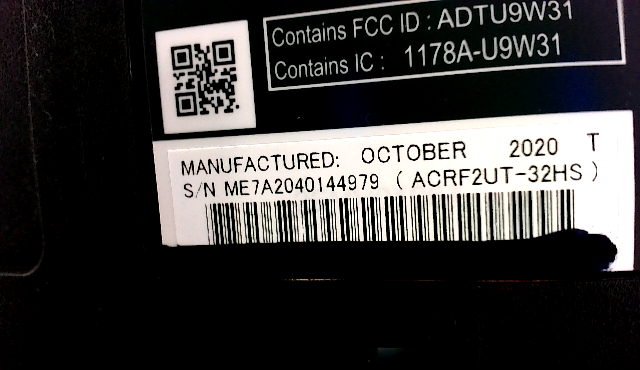 Contains FCC ID : ADTU9W31
Contains IC : 1178A-U9W31
MANUFACTURED: OCTOBER 2020 T
S/N ME7A2040144979 ( ACRF2UT-32HS )